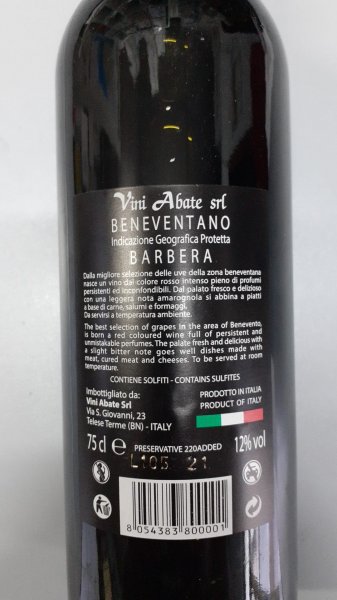 Vini Abate srl
BENEVENTANO
Indicazione Geografica Protetta
BARBERA
Dalla migliore selezione delle uve della zona beneventana
nasce un vino dal colore rosso intenso pieno di profumi
persistenti ed inconfondibili. Dal palato fresco e delizioso
con una leggera nota amarognola si abbina a piatti
a base di carne, salumi e formaggi.
Da servirsi a temperatura ambiente.
The best selection of grapes in the area of Benevento,
is born a red coloured wine full of persistent and
unmistakable perfumes. The palate fresh and delicious with
a slight bitter note goes well dishes made with
meat, cured meat and cheeses. To be served at room
temperature.
CONTIENE SOLFITI - CONTAINS SULFITES
Imbottigliato da:
Vini Abate Srl
Via S. Giovanni, 23
Telese Terme (BN) - ITALY
PRODOTTO IN ITALIA
PRODUCT OF ITALY
75 cl e PRESERVATIVE 220ADDED 12% vol
L105 21
8 054383 800001